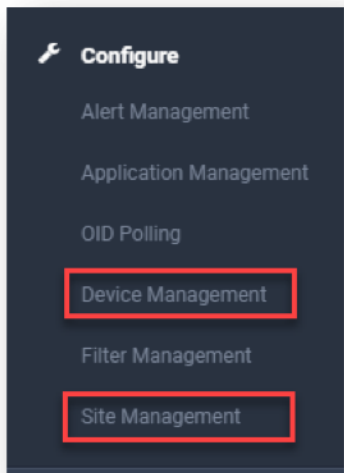 Configure
Alert Management
Application Management
OID Polling
Device Management
Filter Management
Site Management